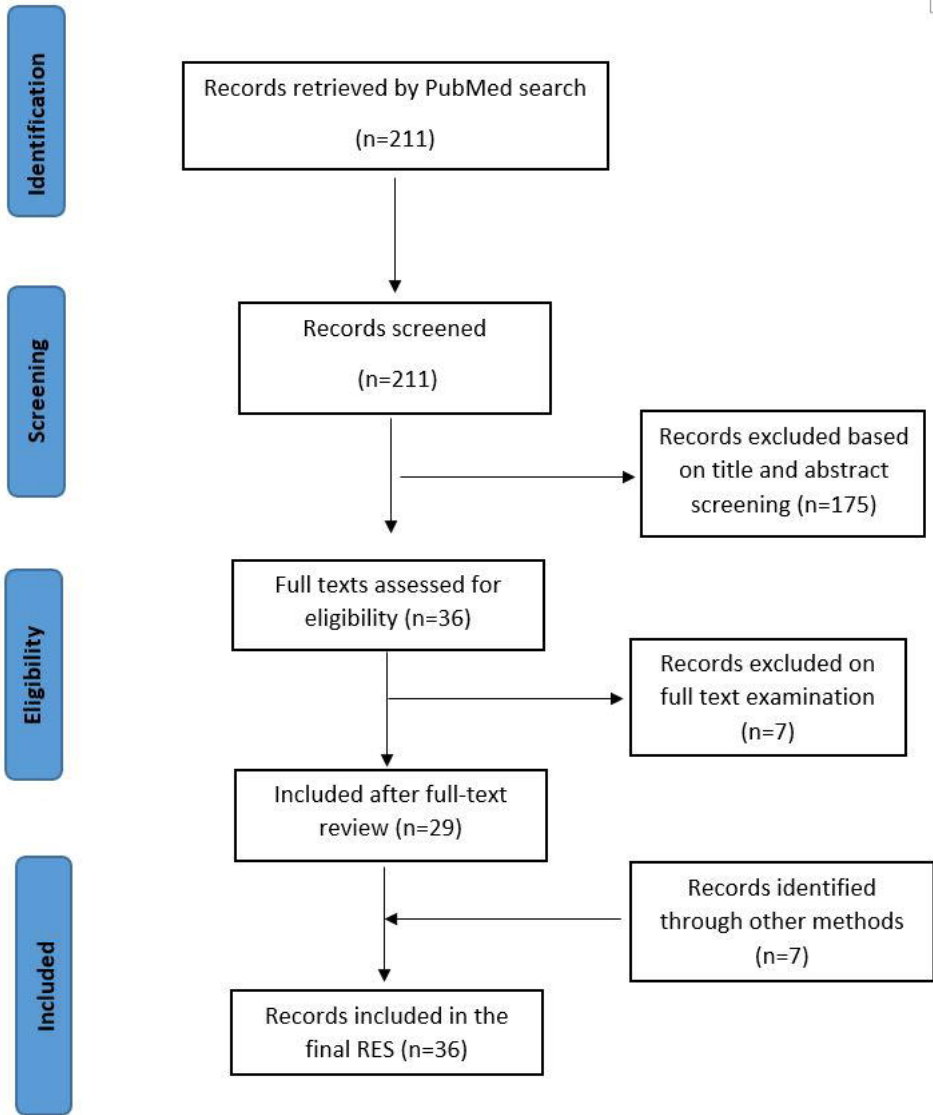 Identification
Records retrieved by PubMed search
(n=211)
Screening
Records screened
(n=211)
Records excluded based
on title and abstract
screening (n=175)
Eligibility
Full texts assessed for
eligibility (n=36)
Records excluded on
full text examination
(n=7)
Included after full-text
review (n=29)
Included
Records identified
through other methods
(n=7)
Records included in the
final RES (n=36)